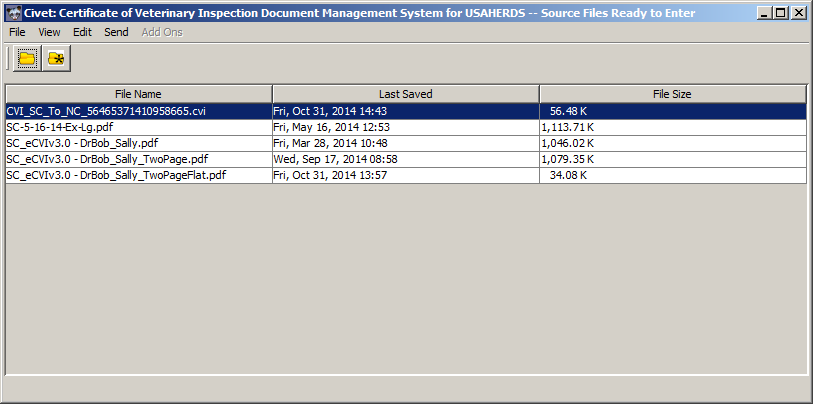 Civet: Certificate of Veterinary Inspection Document Management System for USAHERDS -- Source Files Ready to Enter
File View Edit Send Add Ons
File Name Last Saved File Size
CVI_SC_To_NC_56465371410958665.cvi Fri, Oct 31, 2014 14:43 56.48 K
SC-5-16-14-Ex-Lg.pdf Fri, May 16, 2014 12:53 1,113.71 K
SC_eCVIv3.0 - DrBob_Sally.pdf Fri, Mar 28, 2014 10:48 1,046.02 K
SC_eCVIv3.0 - DrBob_Sally_TwoPage.pdf Wed, Sep 17, 2014 08:58 1,079.35 K
SC_eCVIv3.0 - DrBob_Sally_TwoPageFlat.pdf Fri, Oct 31, 2014 13:57 34.08 K